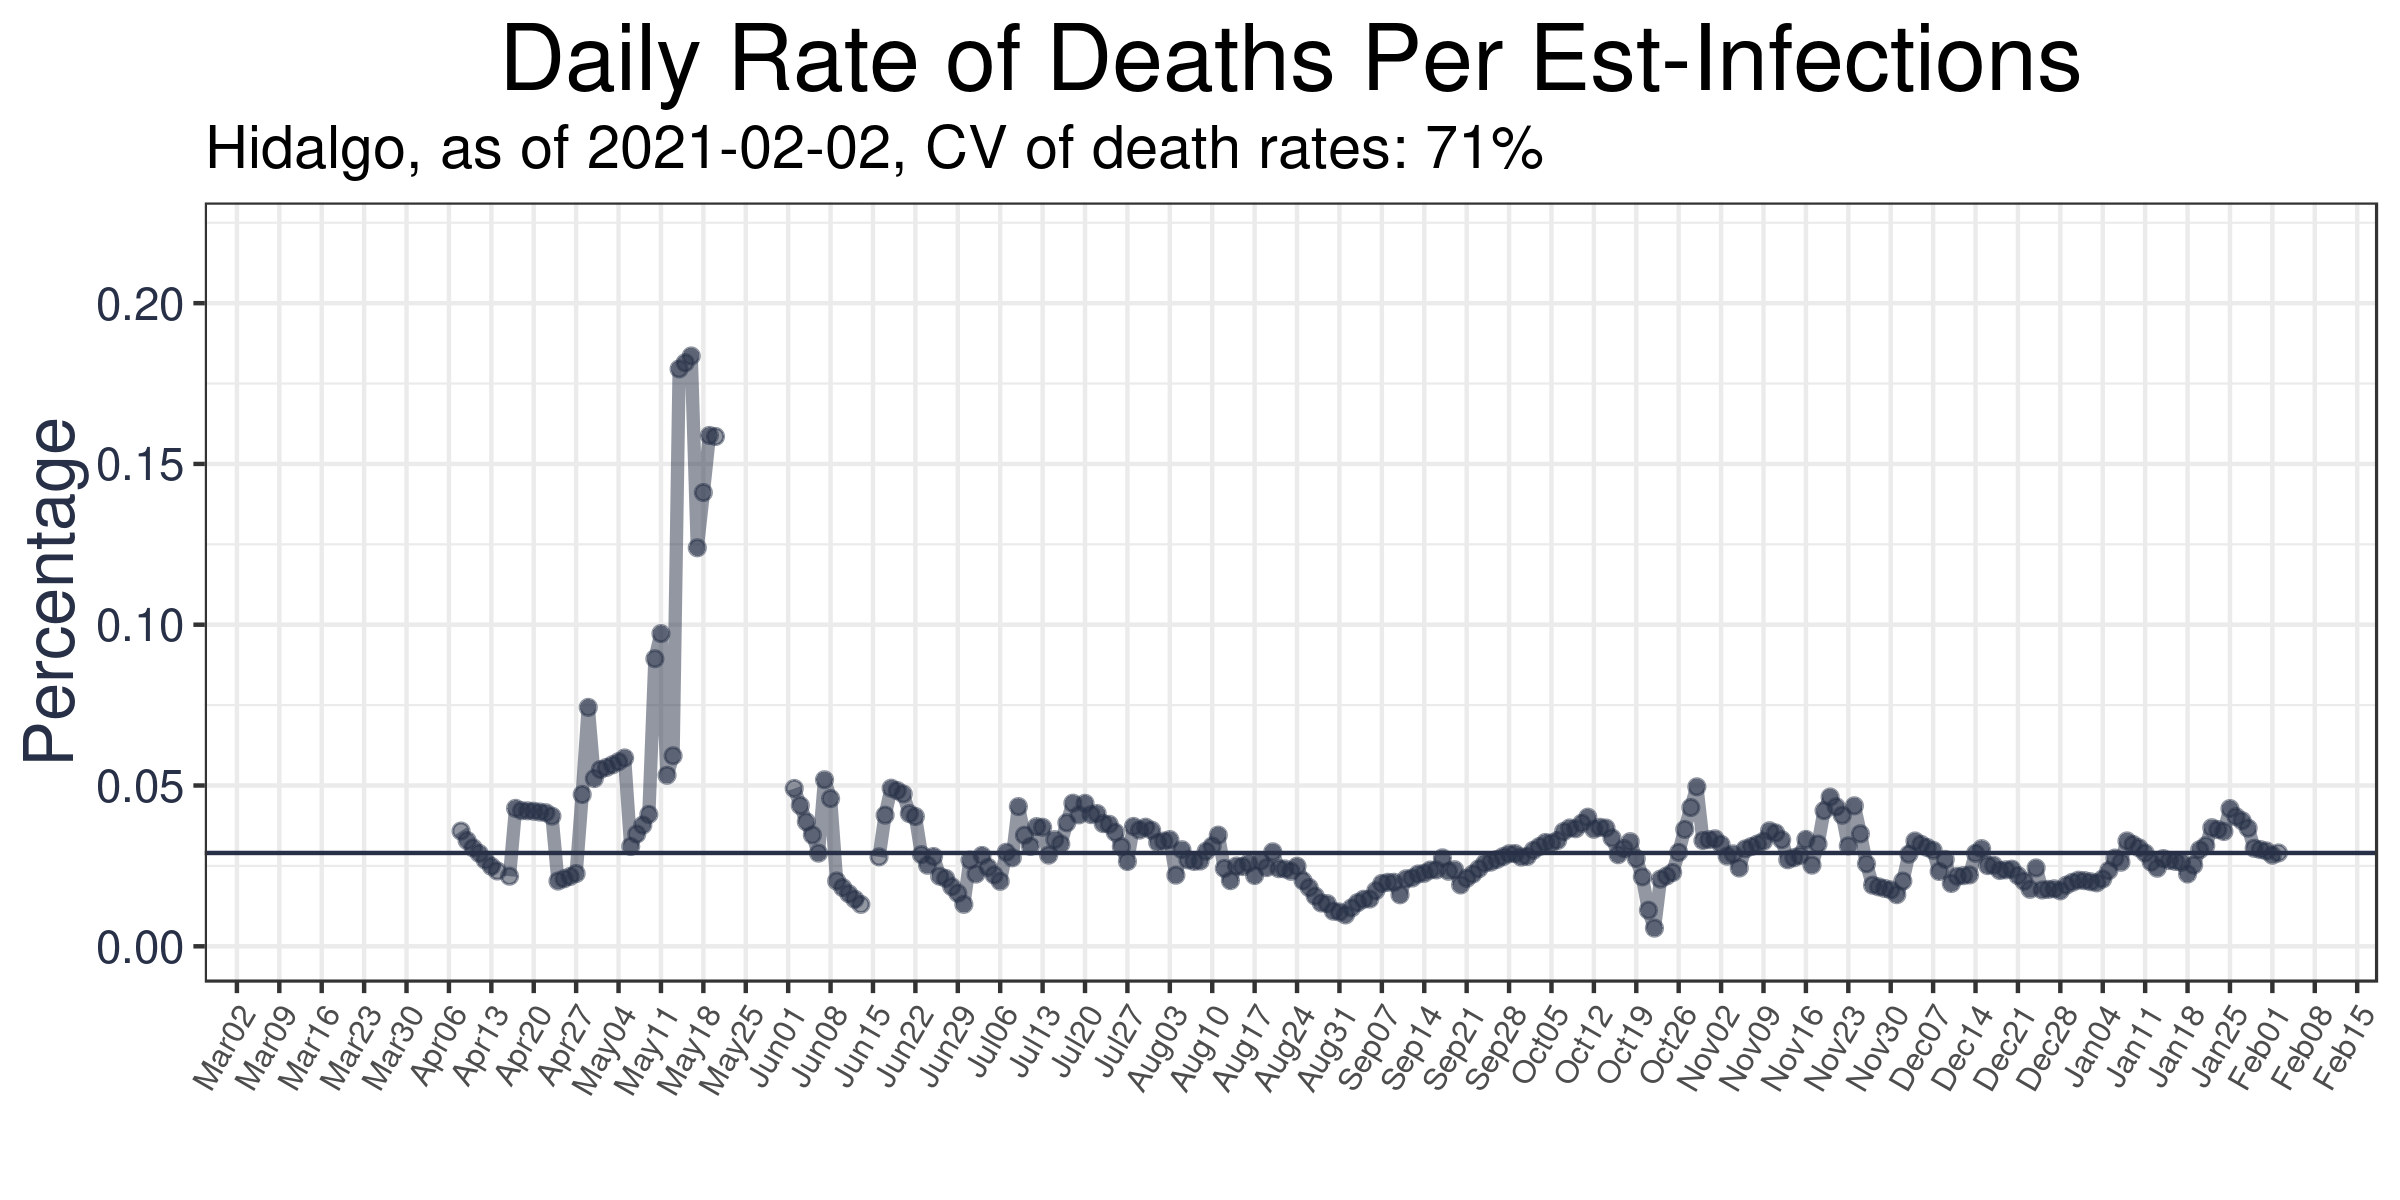 Daily Rate of Deaths Per Est-Infections
Hidalgo, as of 2021-02-02, CV of death rates: 71%
Percentage
0.20
0.15
0.10
0.05
0.00
Mar02 Mar09 Mar16 Mar23 Mar30 Apr06 Apr13 Apr20 Apr27 May04 May11 May18 May25 Jun01 Jun08 Jun15 Jun22 Jun29 Jul06 Jul13 Jul20 Jul27 Aug03 Aug10 Aug17 Aug24 Aug31 Sep07 Sep14 Sep21 Sep28 Oct05 Oct12 Oct19 Oct26 Nov02 Nov09 Nov16 Nov23 Nov30 Dec07 Dec14 Dec21 Dec28 Jan04 Jan11 Jan18 Jan25 Feb01 Feb08 Feb15